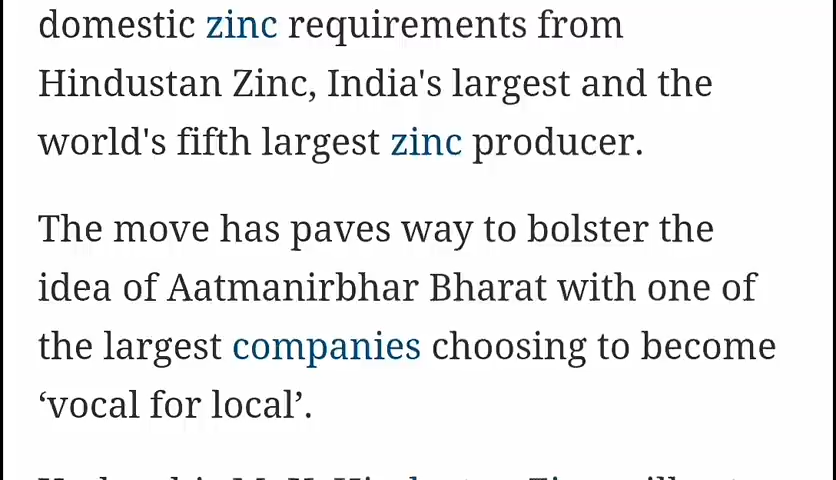 domestic zinc requirements from
Hindustan Zinc, India's largest and the
world's fifth largest zinc producer.
The move has paves way to bolster the
idea of Aatmanirbhar Bharat with one of
the largest companies choosing to become
‘vocal for local’.